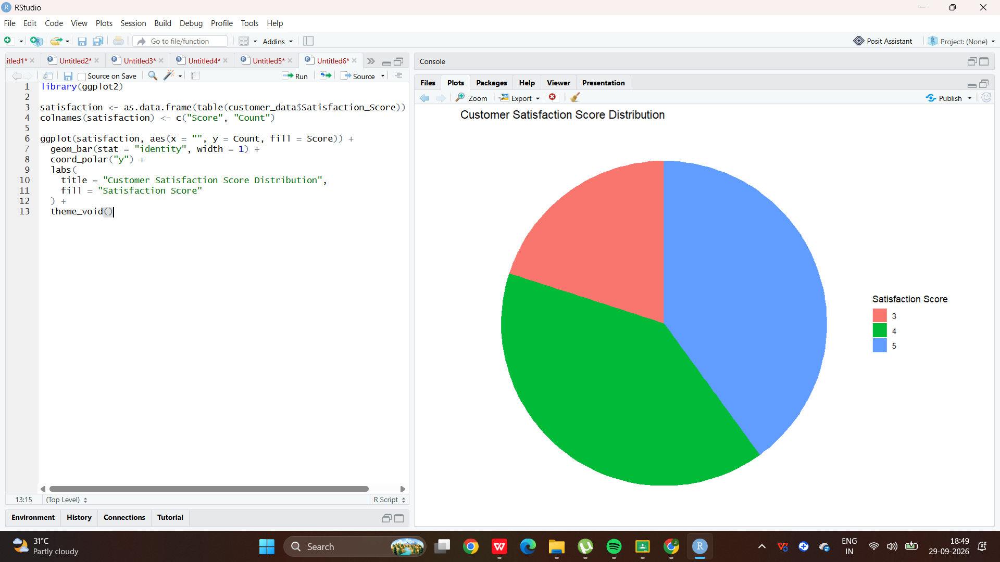 RStudio
File Edit Code View Plots Session Build Debug Profile Tools Help
Go to file/function Addins Posit Assistant Project: (None)
titled1* Untitled2* Untitled3* Untitled4* Untitled5* Untitled6*
Source on Save Run Source
1 library(ggplot2)
2
3 satisfaction <- as.data.frame(table(customer_data$Satisfaction_Score))
4 colnames(satisfaction) <- c("Score", "Count")
5
6 ggplot(satisfaction, aes(x = "", y = Count, fill = Score)) +
7 geom_bar(stat = "identity", width = 1) +
8 coord_polar("y") +
9 labs(
10 title = "Customer Satisfaction Score Distribution",
11 fill = "Satisfaction Score"
12 ) +
13 theme_void()
13:15 (Top Level) R Script
Environment History Connections Tutorial
Console
Files Plots Packages Help Viewer Presentation
Zoom Export Publish
Customer Satisfaction Score Distribution
Satisfaction Score
3
4
5
31°C
Partly cloudy
Search
ENG
IN
18:49
29-09-2026